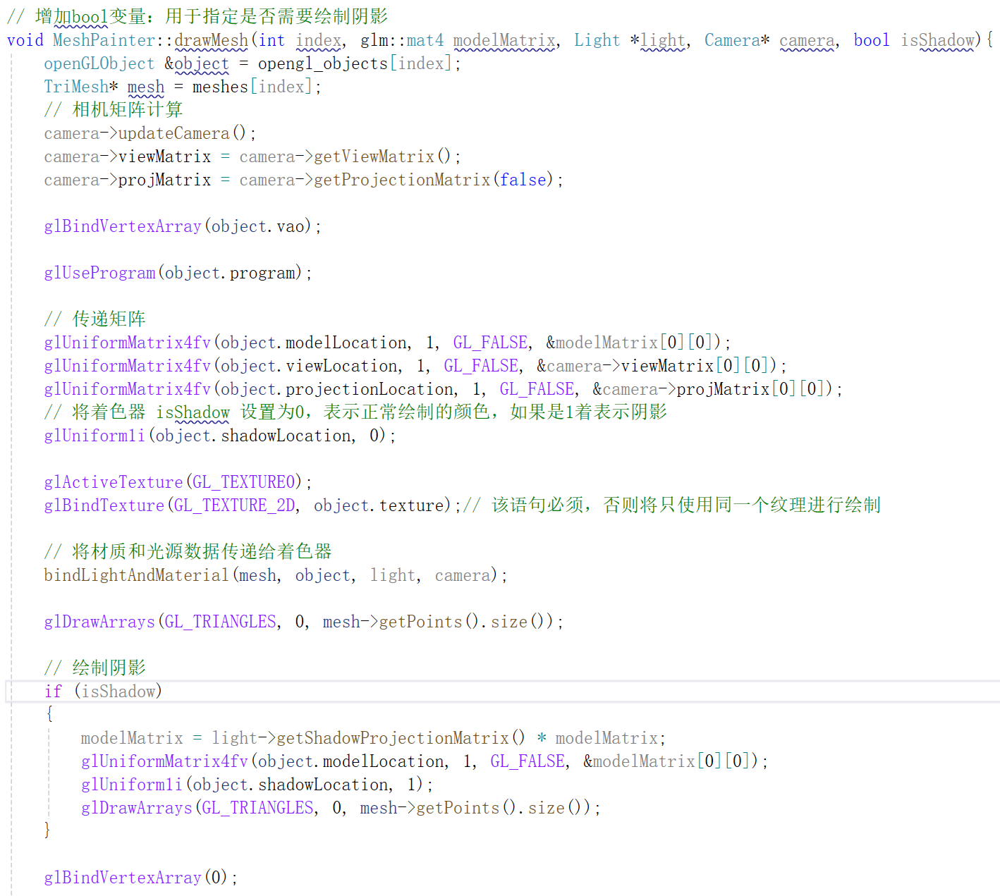 // 增加bool变量：用于指定是否需要绘制阴影
void MeshPainter::drawMesh(int index, glm::mat4 modelMatrix, Light *light, Camera* camera, bool isShadow){
openGLObject &object = opengl_objects[index];
TriMesh* mesh = meshes[index];
// 相机矩阵计算
camera->updateCamera();
camera->viewMatrix = camera->getViewMatrix();
camera->projMatrix = camera->getProjectionMatrix(false);
glBindVertexArray(object.vao);
glUseProgram(object.program);
// 传递矩阵
glUniformMatrix4fv(object.modelLocation, 1, GL_FALSE, &modelMatrix[0][0]);
glUniformMatrix4fv(object.viewLocation, 1, GL_FALSE, &camera->viewMatrix[0][0]);
glUniformMatrix4fv(object.projectionLocation, 1, GL_FALSE, &camera->projMatrix[0][0]);
// 将着色器 isShadow 设置为0，表示正常绘制的颜色，如果是1着表示阴影
glUniform1i(object.shadowLocation, 0);
glActiveTexture(GL_TEXTURE0);
glBindTexture(GL_TEXTURE_2D, object.texture);// 该语句必须，否则将只使用同一个纹理进行绘制
// 将材质和光源数据传递给着色器
bindLightAndMaterial(mesh, object, light, camera);
glDrawArrays(GL_TRIANGLES, 0, mesh->getPoints().size());
// 绘制阴影
if (isShadow)
{
modelMatrix = light->getShadowProjectionMatrix() * modelMatrix;
glUniformMatrix4fv(object.modelLocation, 1, GL_FALSE, &modelMatrix[0][0]);
glUniform1i(object.shadowLocation, 1);
glDrawArrays(GL_TRIANGLES, 0, mesh->getPoints().size());
}
glBindVertexArray(0);